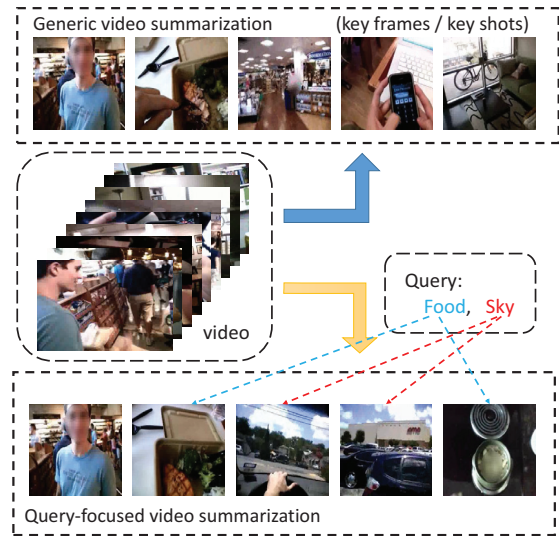 Generic video summarization (key frames / key shots)
video
Query:
Food, Sky
Query-focused video summarization